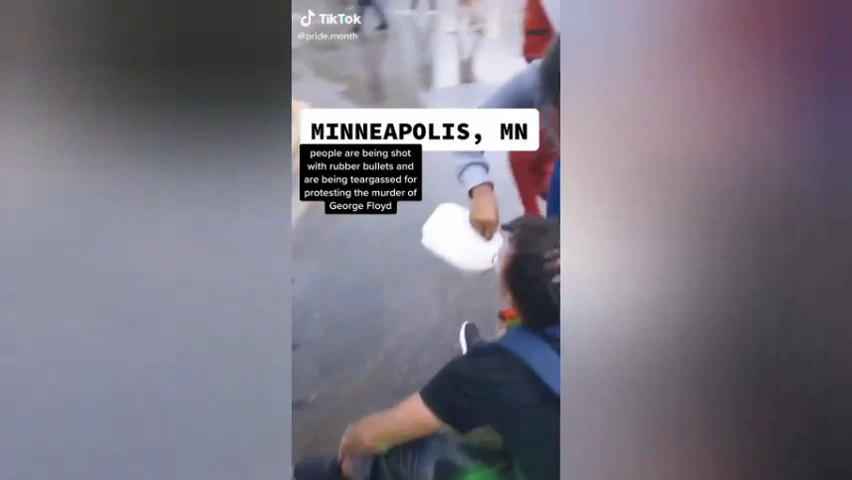 TikTok
@pride.month
MINNEAPOLIS, MN
people are being shot
with rubber bullets and
are being teargassed for
protesting the murder of
George Floyd